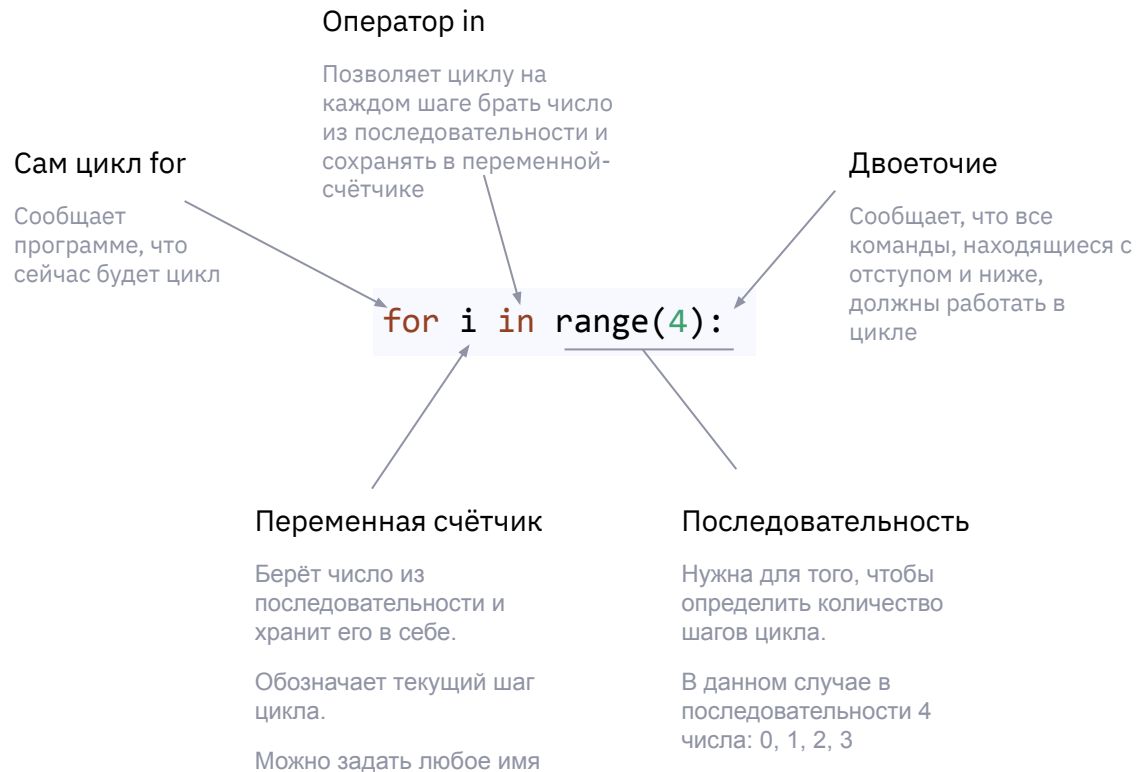 Оператор in
Позволяет циклу на
каждом шаге брать число
из последовательности и
сохранять в переменной-
счётчике
Сам цикл for
Сообщает
программе, что
сейчас будет цикл
Двоеточие
Сообщает, что все
команды, находящиеся с
отступом и ниже,
должны работать в
цикле
for i in range(4):
Переменная счётчик
Берёт число из
последовательности и
хранит его в себе.
Обозначает текущий шаг
цикла.
Можно задать любое имя
Последовательность
Нужна для того, чтобы
определить количество
шагов цикла.
В данном случае в
последовательности 4
числа: 0, 1, 2, 3